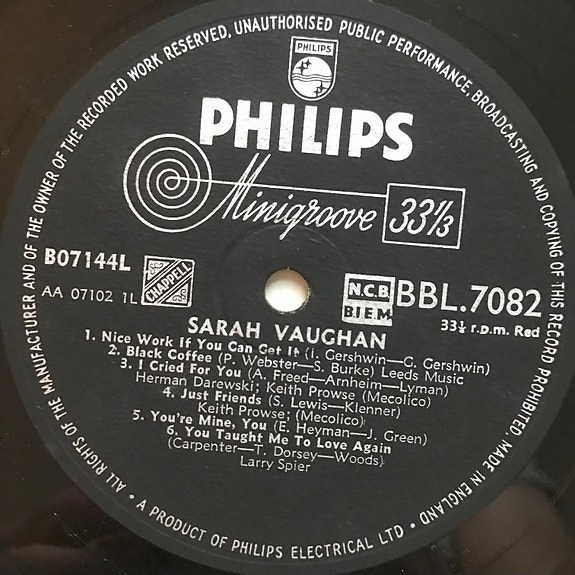 ALL RIGHTS OF THE MANUFACTURER AND OF THE OWNER OF THE RECORDED WORK RESERVED, UNAUTHORISED PUBLIC PERFORMANCE, BROADCASTING AND COPYING OF THIS RECORD PROHIBITED MADE IN ENGLAND
PHILIPS
PHILIPS
Minigroove 33⅓
B07144L
CHAPPELL
AA 07102 1L
N.C.B.
BIEM
BBL.7082
33⅓ r.p.m. Red
SARAH VAUGHAN
1. Nice Work If You Can Get It (I. Gershwin—G. Gershwin)
2. Black Coffee (P. Webster—S. Burke) Leeds Music
3. I Cried For You (A. Freed—Arnheim—Lyman)
Herman Darewski; Keith Prowse (Mecolico)
4. Just Friends (S. Lewis—Klenner)
Keith Prowse; (Mecolico)
5. You're Mine, You (E. Heyman—J. Green)
6. You Taught Me To Love Again
(Carpenter—T. Dorsey—Woods)
Larry Spier
• A PRODUCT OF PHILIPS ELECTRICAL LTD •